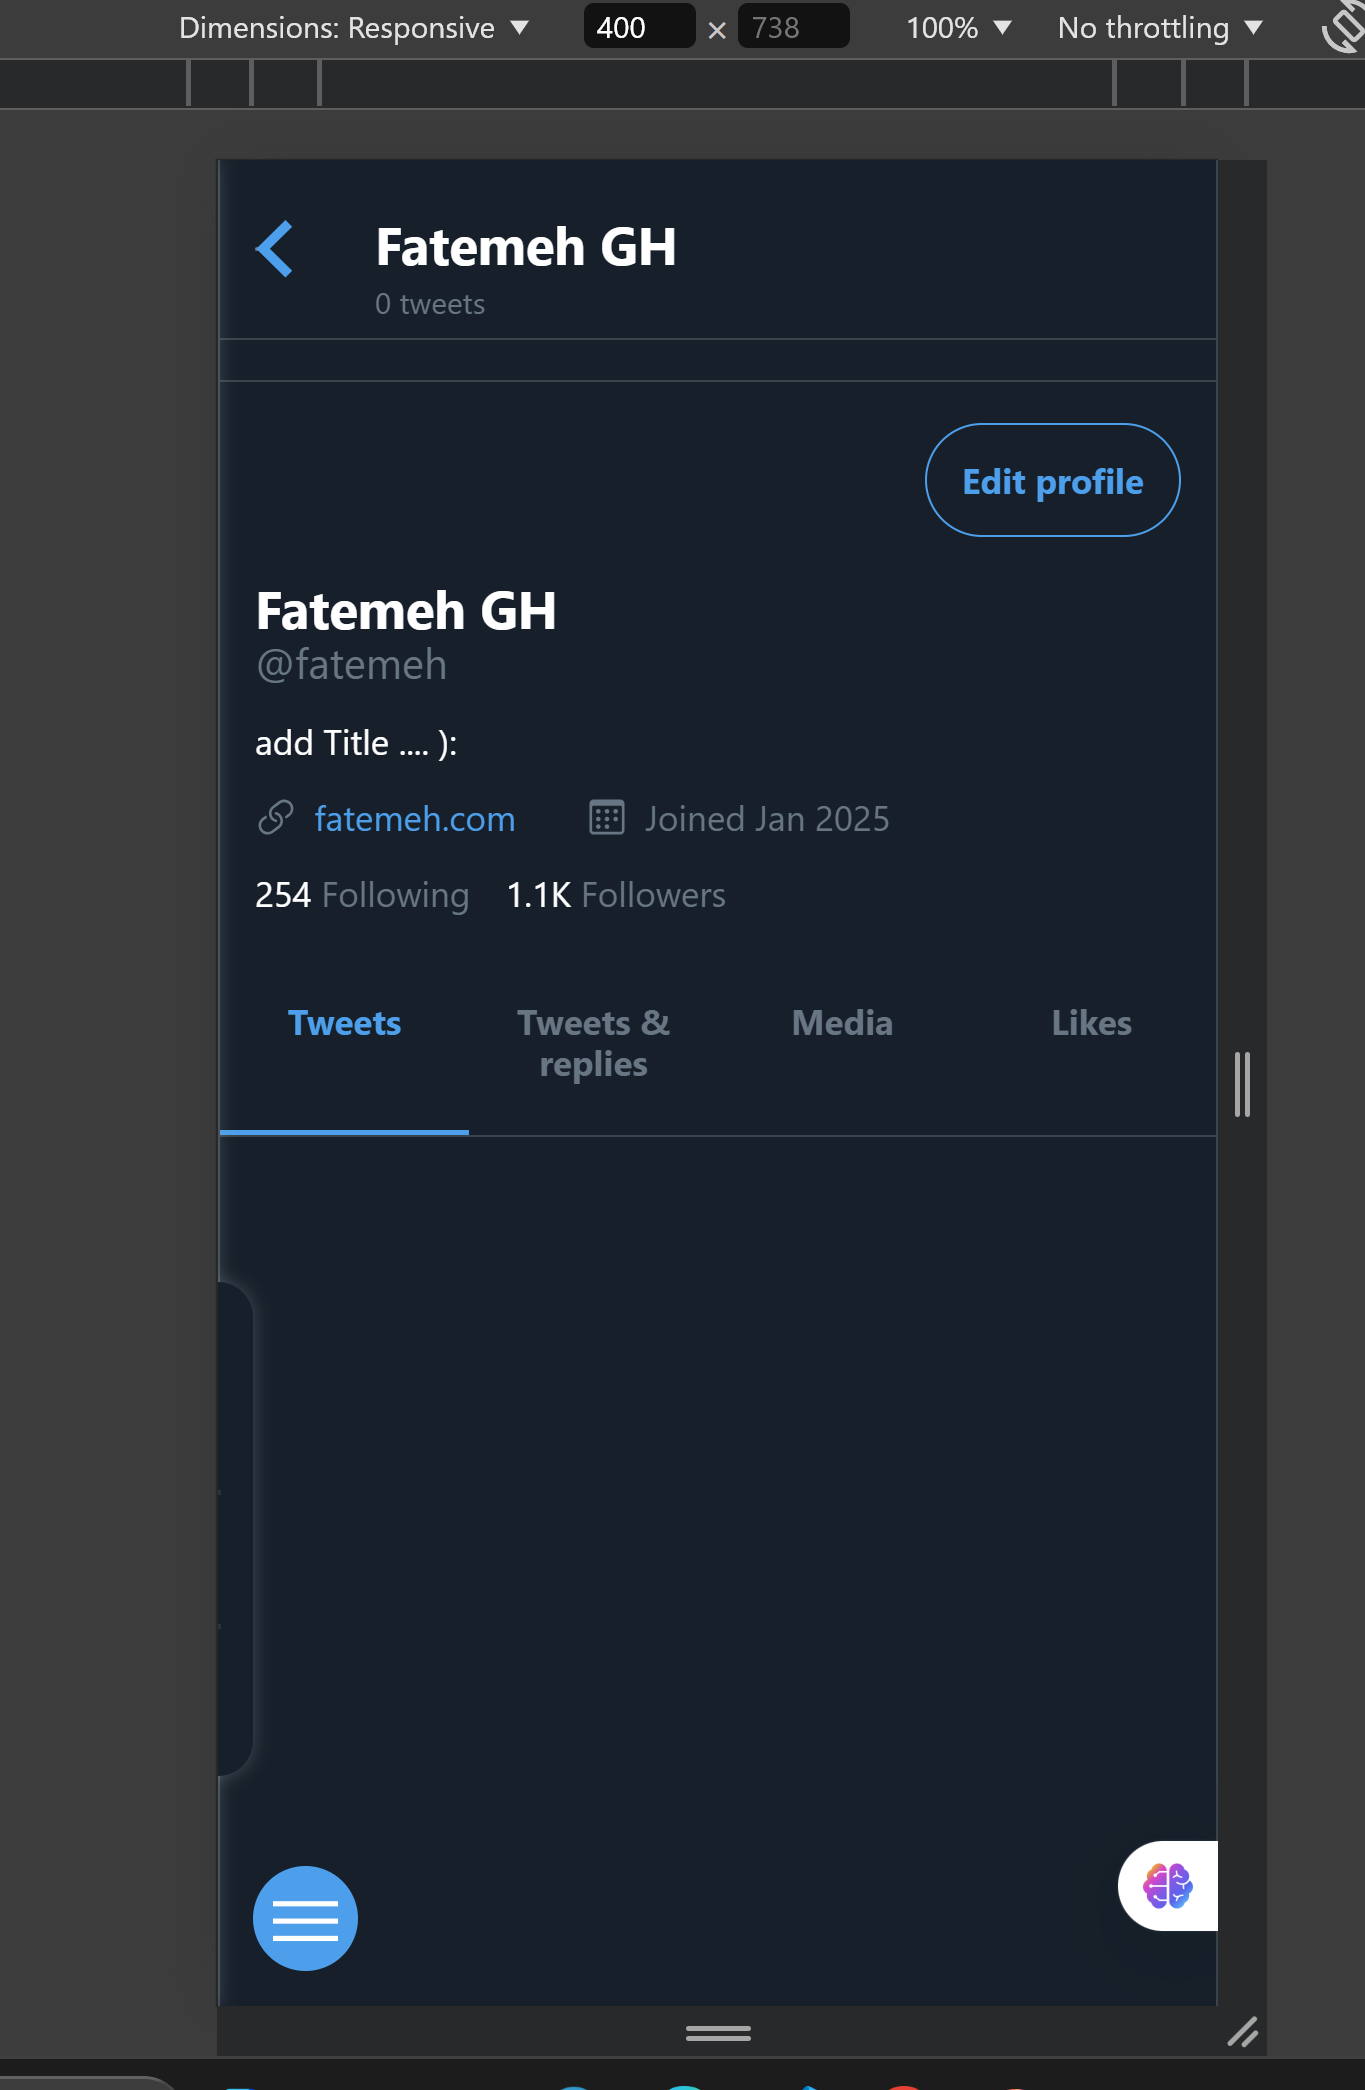 Dimensions: Responsive ▼ 400 × 738 100% ▼ No throttling ▼
Fatemeh GH
0 tweets
Edit profile
Fatemeh GH
@fatemeh
add Title .... ):
fatemeh.com Joined Jan 2025
254 Following 1.1K Followers
Tweets Tweets & replies Media Likes